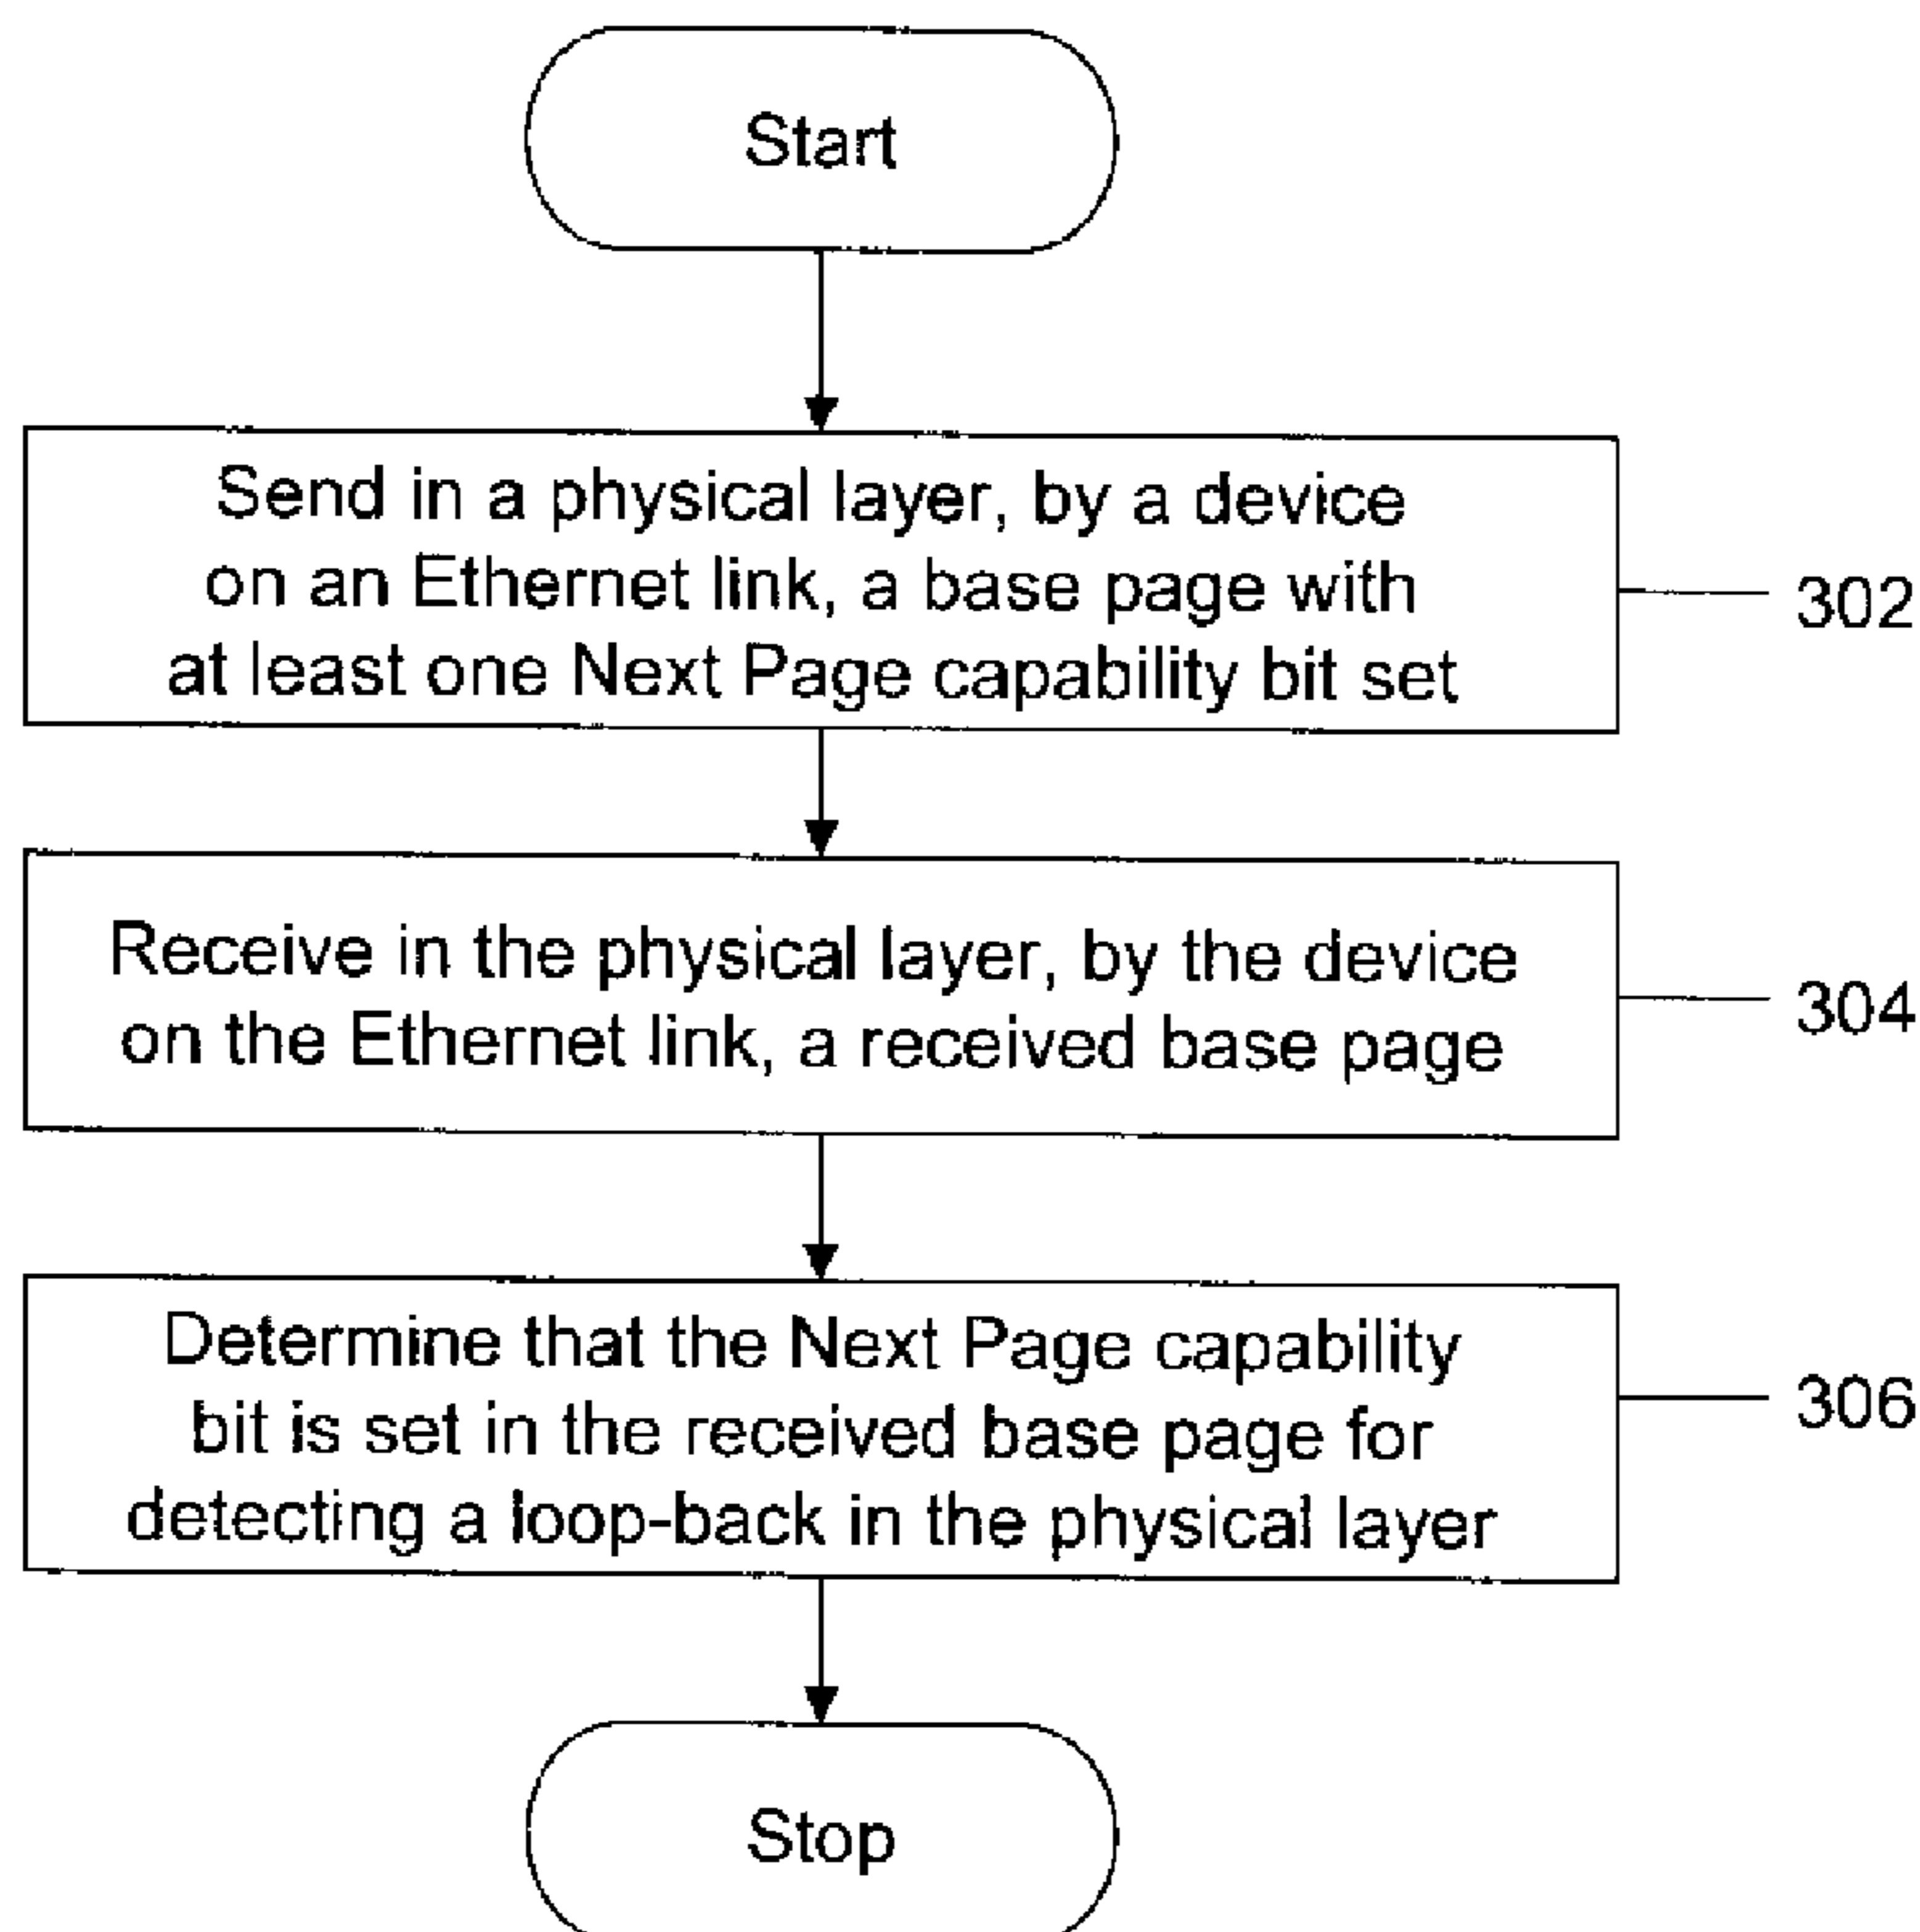 Start
Send in a physical layer, by a device
on an Ethernet link, a base page with
at least one Next Page capability bit set
302
Receive in the physical layer, by the device
on the Ethernet link, a received base page
304
Determine that the Next Page capability
bit is set in the received base page for
detecting a loop-back in the physical layer
306
Stop